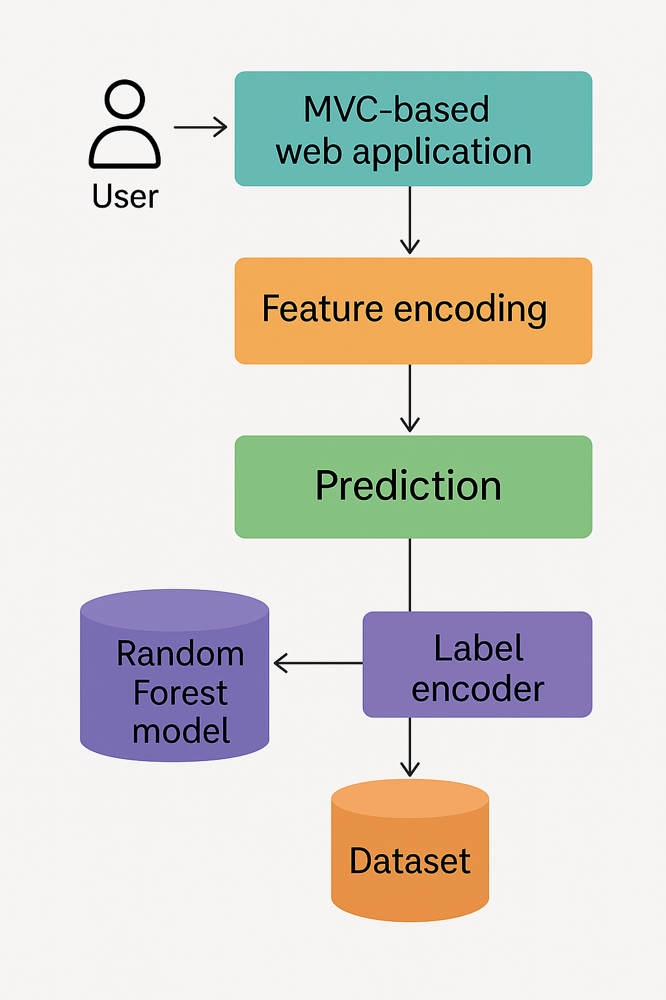 User
MVC-based
web application
Feature encoding
Prediction
Random
Forest
model
Label
encoder
Dataset